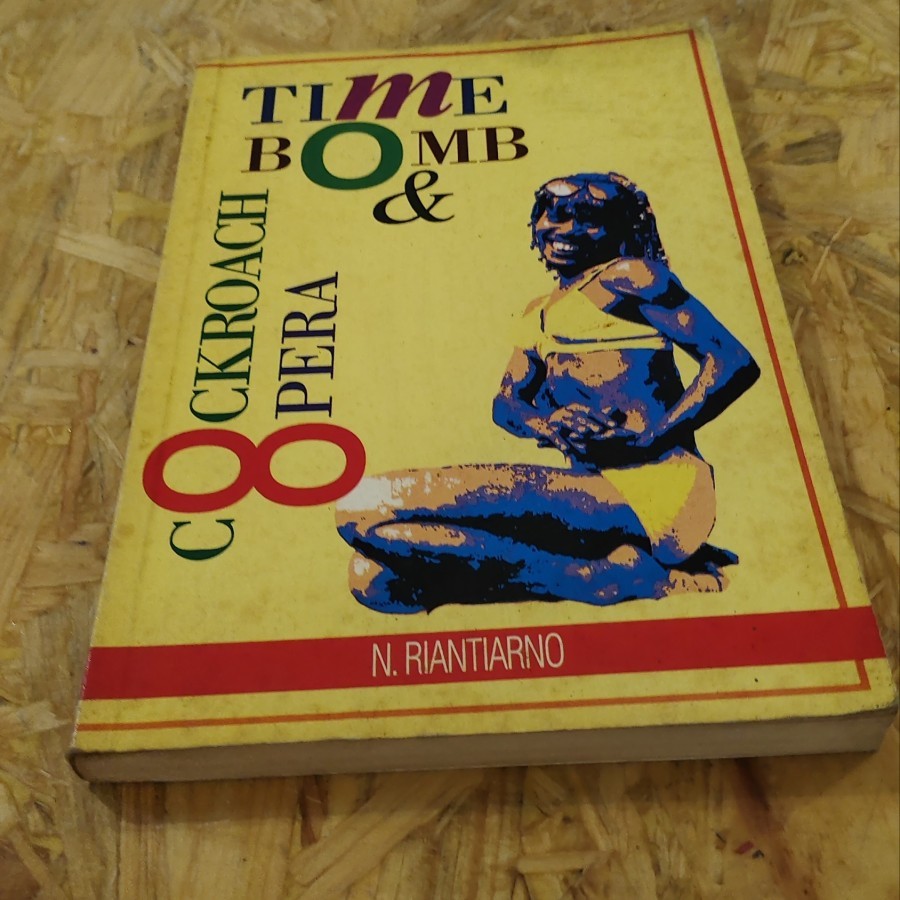 TIME
BOMB
&
COCKROACH
OPERA
N. RIANTIARNO